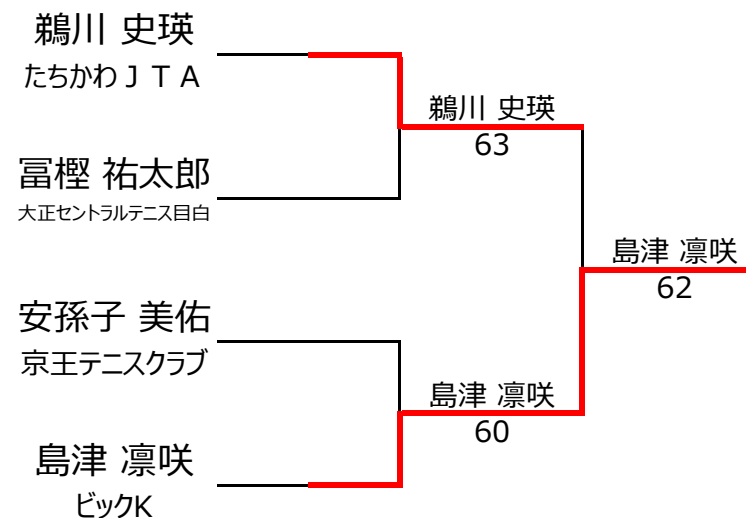 鵜川 史瑛
たちかわＪＴＡ
鵜川 史瑛
63
冨樫 祐太郎
大正セントラルテニス目白
島津 凛咲
62
安孫子 美佑
京王テニスクラブ
島津 凛咲
60
島津 凛咲
ビックK